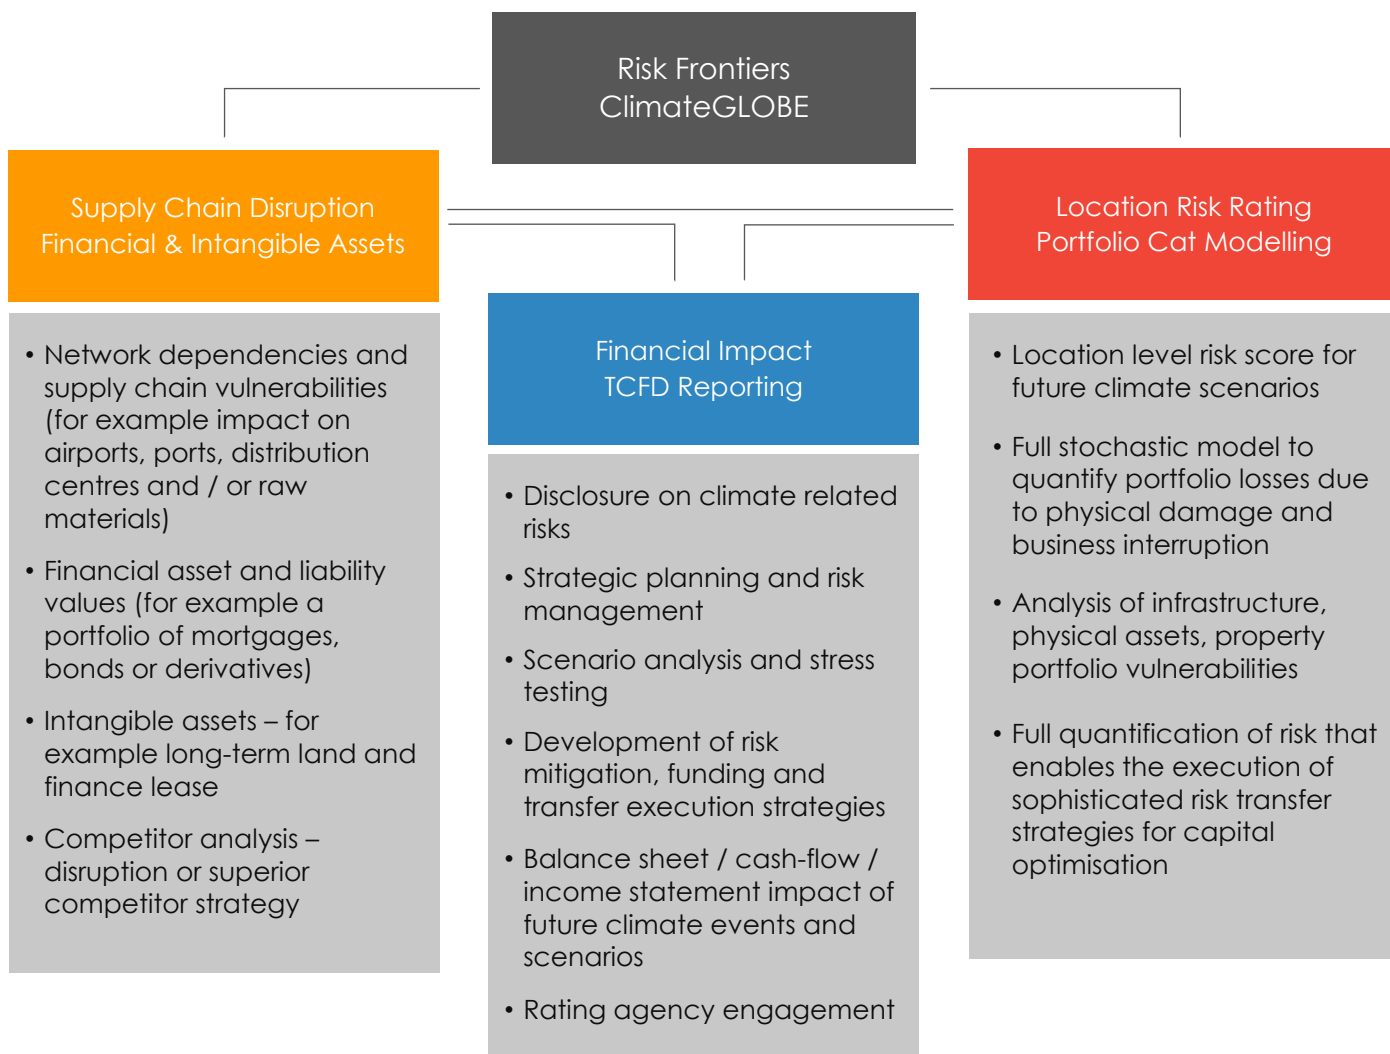 Risk Frontiers
ClimateGLOBE
Supply Chain Disruption
Financial & Intangible Assets
• Network dependencies and
supply chain vulnerabilities
(for example impact on
airports, ports, distribution
centres and / or raw
materials)
• Financial asset and liability
values (for example a
portfolio of mortgages,
bonds or derivatives)
• Intangible assets – for
example long-term land and
finance lease
• Competitor analysis –
disruption or superior
competitor strategy
Financial Impact
TCFD Reporting
• Disclosure on climate related
risks
• Strategic planning and risk
management
• Scenario analysis and stress
testing
• Development of risk
mitigation, funding and
transfer execution strategies
• Balance sheet / cash-flow /
income statement impact of
future climate events and
scenarios
• Rating agency engagement
Location Risk Rating
Portfolio Cat Modelling
• Location level risk score for
future climate scenarios
• Full stochastic model to
quantify portfolio losses due
to physical damage and
business interruption
• Analysis of infrastructure,
physical assets, property
portfolio vulnerabilities
• Full quantification of risk that
enables the execution of
sophisticated risk transfer
strategies for capital
optimisation